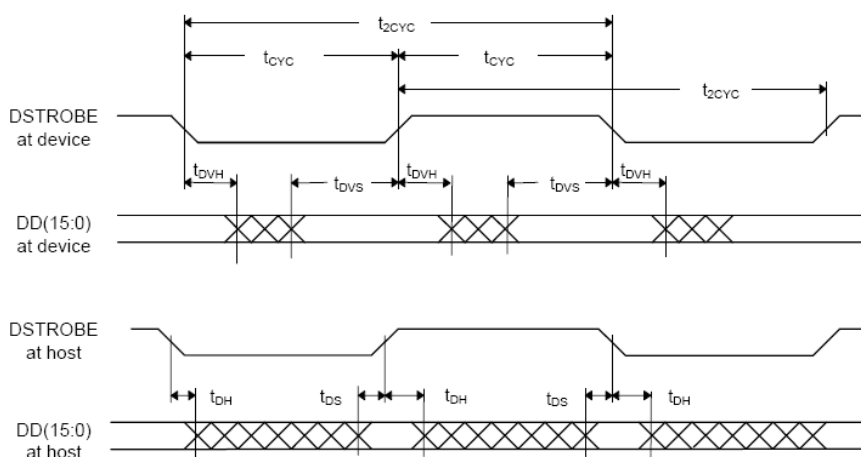 t2CYC
tCYC tCYC
t2CYC
DSTROBE
at device
tDVH tDVS tDVH tDVS tDVH
DD(15:0)
at device
DSTROBE
at host
tDH tDS tDH tDS tDH
DD(15:0)
at host